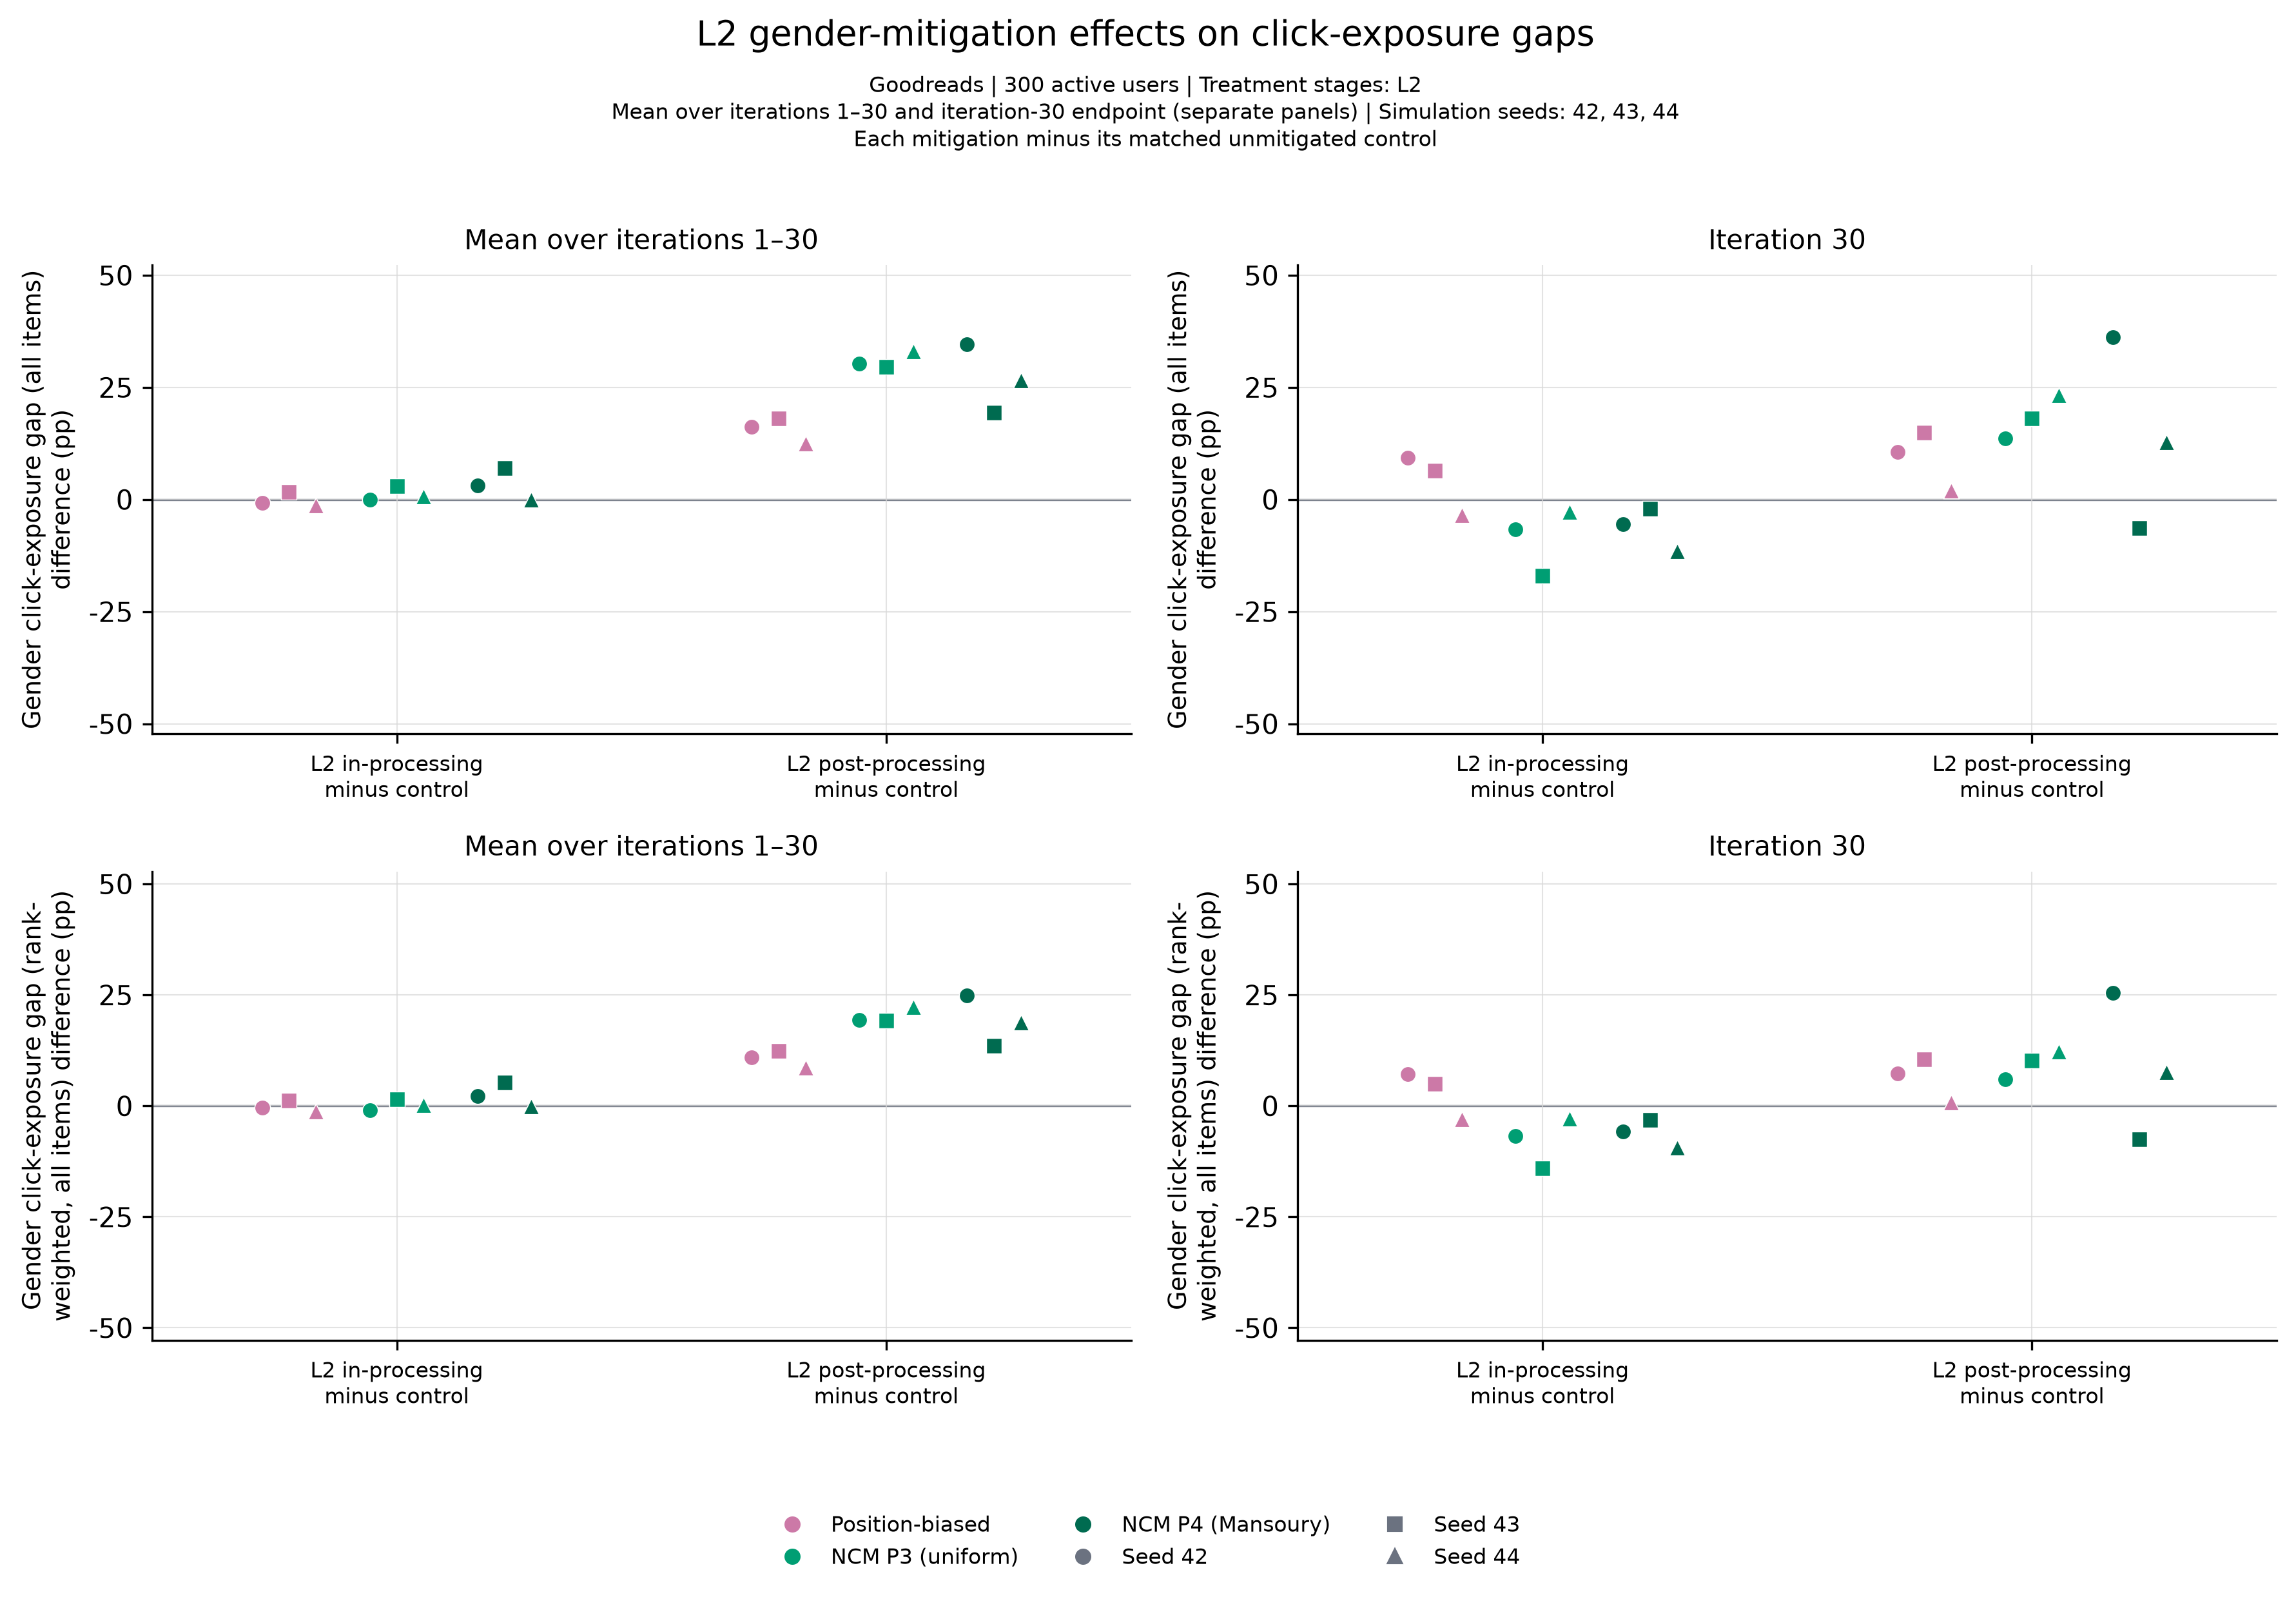 L2 gender-mitigation effects on click-exposure gaps
Goodreads | 300 active users | Treatment stages: L2
Mean over iterations 1–30 and iteration-30 endpoint (separate panels) | Simulation seeds: 42, 43, 44
Each mitigation minus its matched unmitigated control
Mean over iterations 1–30
Gender click-exposure gap (all items)
difference (pp)
50
25
0
-25
-50
L2 in-processing
minus control
L2 post-processing
minus control
Iteration 30
Gender click-exposure gap (all items)
difference (pp)
50
25
0
-25
-50
L2 in-processing
minus control
L2 post-processing
minus control
Mean over iterations 1–30
Gender click-exposure gap (rank-
weighted, all items) difference (pp)
50
25
0
-25
-50
L2 in-processing
minus control
L2 post-processing
minus control
Iteration 30
Gender click-exposure gap (rank-
weighted, all items) difference (pp)
50
25
0
-25
-50
L2 in-processing
minus control
L2 post-processing
minus control
Position-biased
NCM P3 (uniform)
NCM P4 (Mansoury)
Seed 42
Seed 43
Seed 44